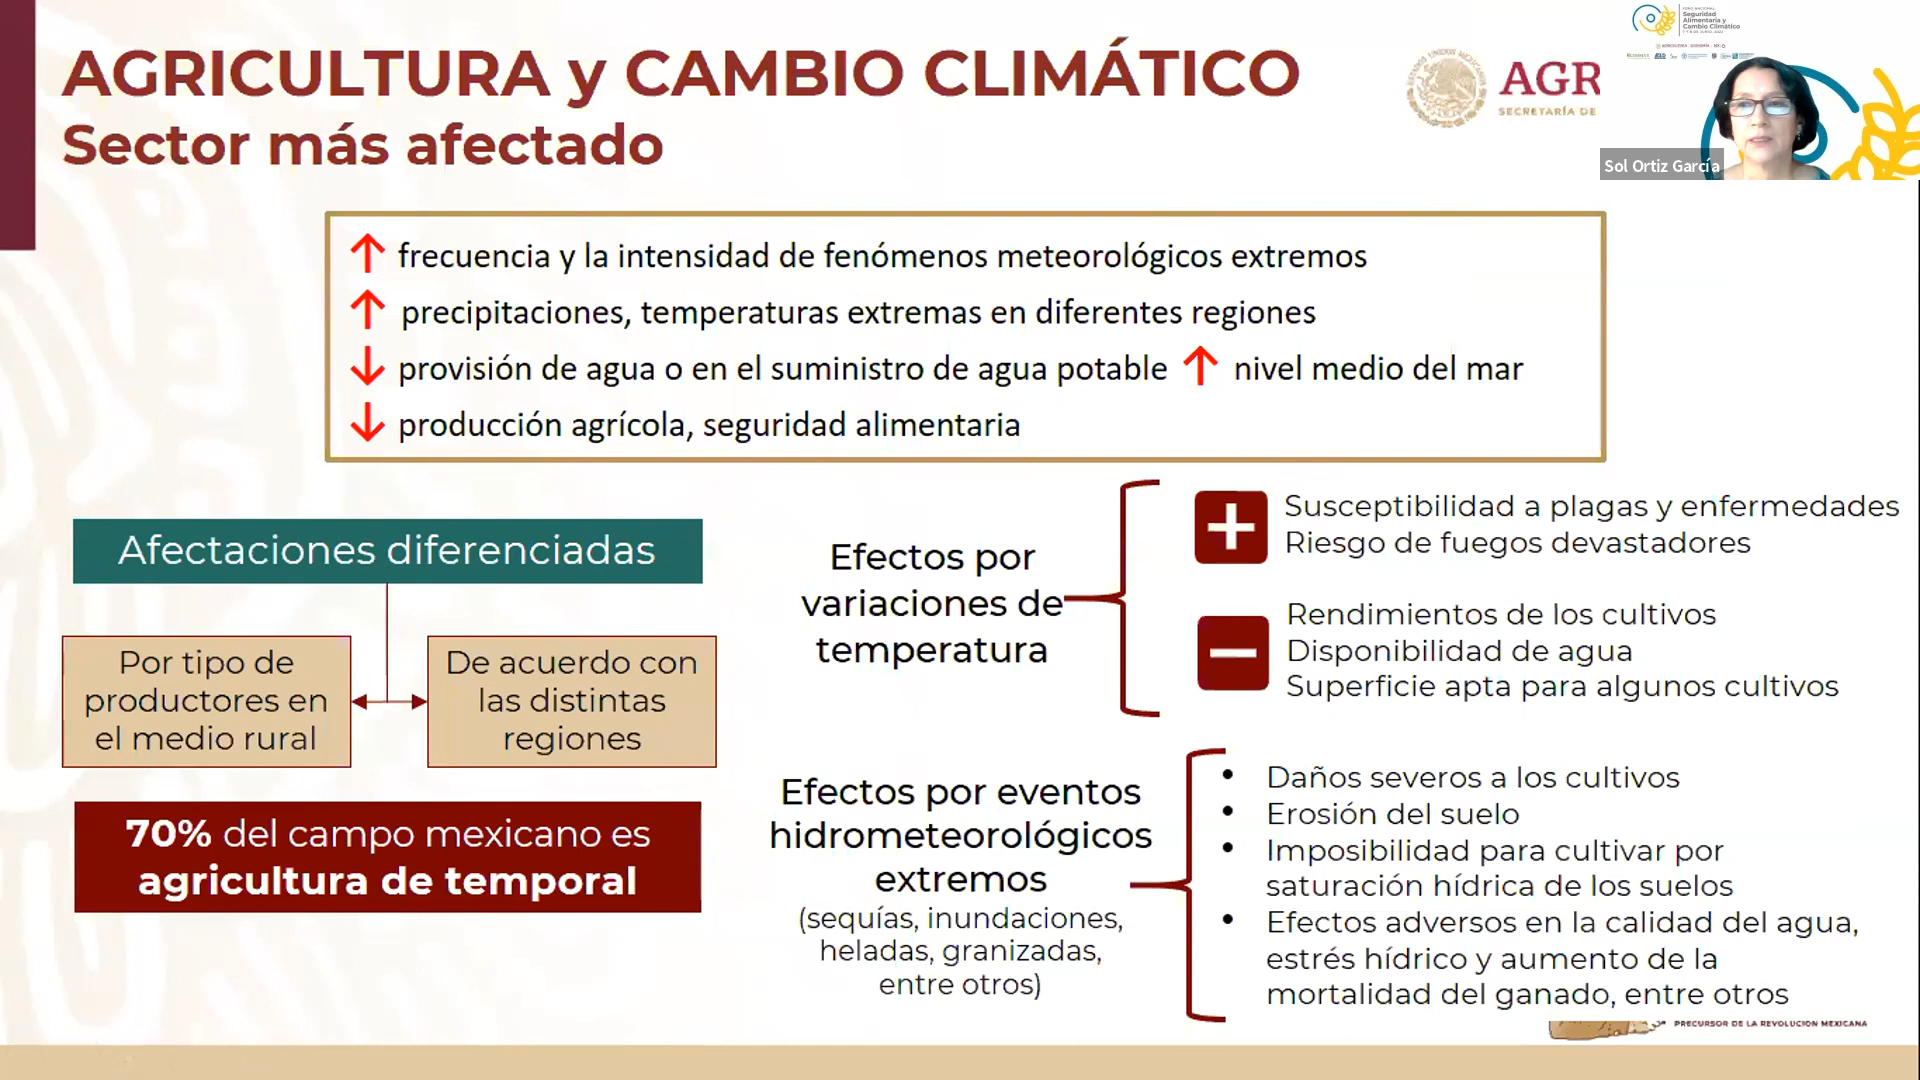 AGRICULTURA y CAMBIO CLIMÁTICO
Sector más afectado
AGR
SECRETARÍA DE
FORO NACIONAL
Seguridad
Alimentaria y
Cambio Climático
Sol Ortiz García
↑ frecuencia y la intensidad de fenómenos meteorológicos extremos
↑ precipitaciones, temperaturas extremas en diferentes regiones
↓ provisión de agua o en el suministro de agua potable ↑ nivel medio del mar
↓ producción agrícola, seguridad alimentaria
Afectaciones diferenciadas
Por tipo de
productores en
el medio rural
De acuerdo con
las distintas
regiones
70% del campo mexicano es
agricultura de temporal
Efectos por
variaciones de
temperatura
+
Susceptibilidad a plagas y enfermedades
Riesgo de fuegos devastadores
−
Rendimientos de los cultivos
Disponibilidad de agua
Superficie apta para algunos cultivos
Efectos por eventos
hidrometeorológicos
extremos
(sequías, inundaciones,
heladas, granizadas,
entre otros)
• Daños severos a los cultivos
• Erosión del suelo
• Imposibilidad para cultivar por
saturación hídrica de los suelos
• Efectos adversos en la calidad del agua,
estrés hídrico y aumento de la
mortalidad del ganado, entre otros
PRECURSOR DE LA REVOLUCIÓN MEXICANA